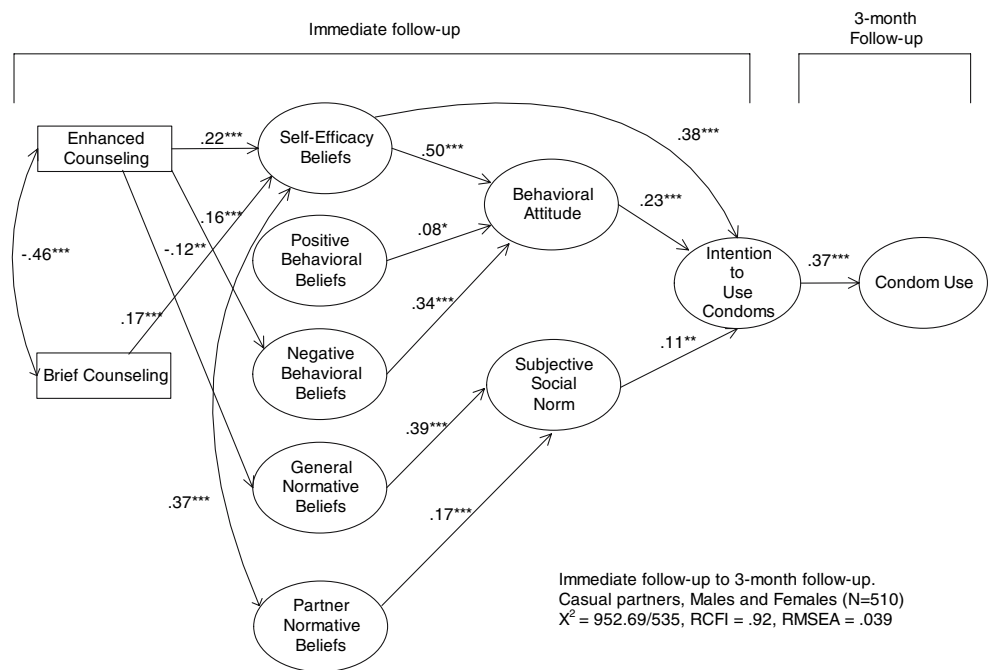 Immediate follow-up
3-month
Follow-up
Enhanced
Counseling
.22***
Self-Efficacy
Beliefs
.38***
.50***
Behavioral
Attitude
.23***
.16***
-.12**
-.46***
Positive
Behavioral
Beliefs
.08*
Intention
to
Use
Condoms
.37***
Condom Use
.34***
.17***
Brief Counseling
Negative
Behavioral
Beliefs
Subjective
Social
Norm
.11**
.39***
General
Normative
Beliefs
.37***
.17***
Partner
Normative
Beliefs
Immediate follow-up to 3-month follow-up.
Casual partners, Males and Females (N=510)
X² = 952.69/535, RCFI = .92, RMSEA = .039